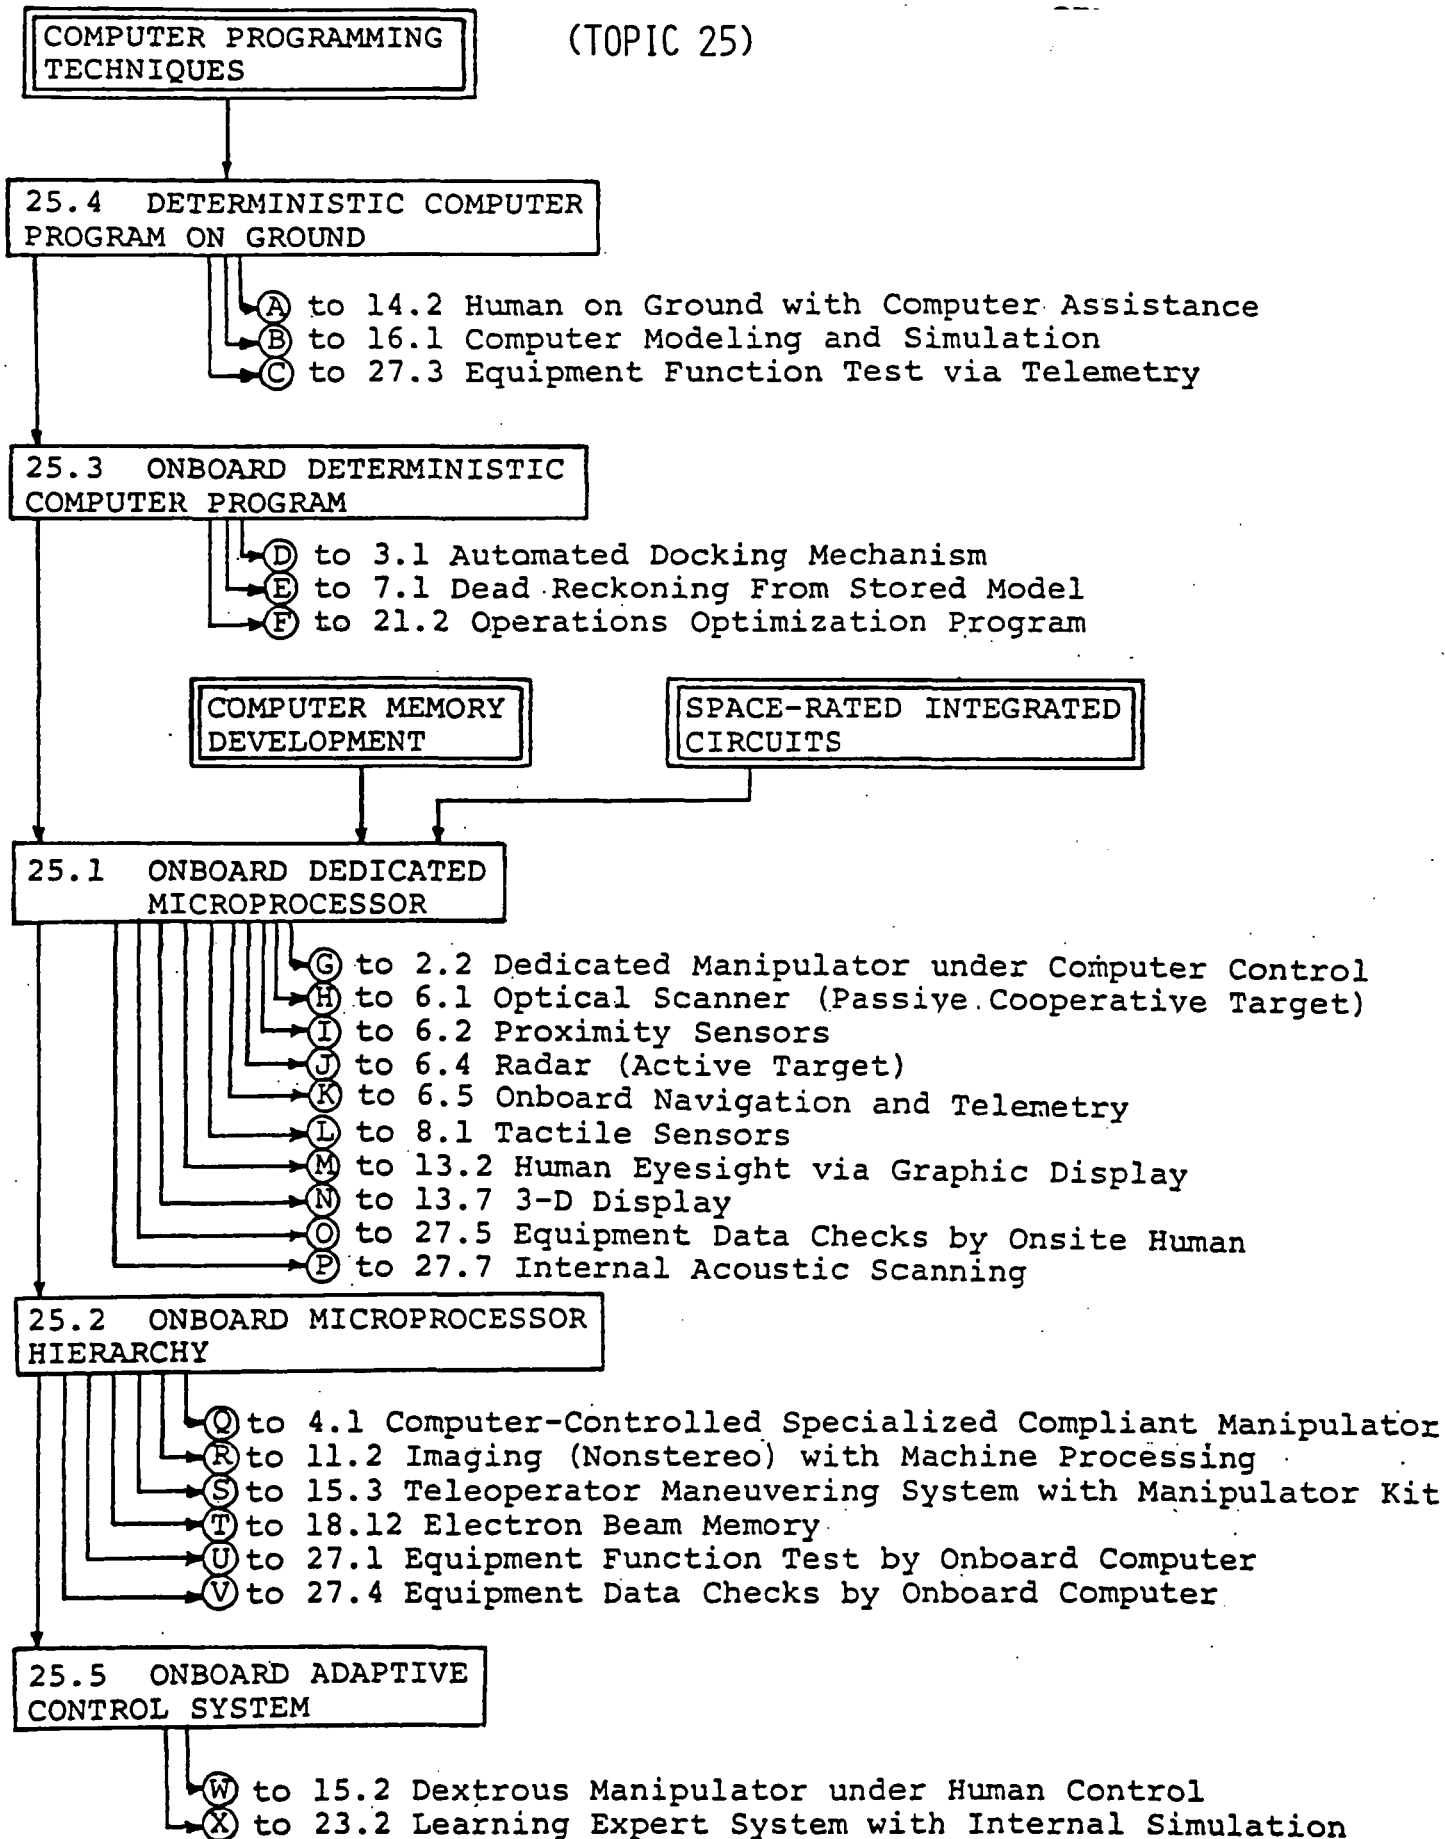 COMPUTER PROGRAMMING
TECHNIQUES
(TOPIC 25)
25.4 DETERMINISTIC COMPUTER
PROGRAM ON GROUND
A to 14.2 Human on Ground with Computer Assistance
B to 16.1 Computer Modeling and Simulation
C to 27.3 Equipment Function Test via Telemetry
25.3 ONBOARD DETERMINISTIC
COMPUTER PROGRAM
D to 3.1 Automated Docking Mechanism
E to 7.1 Dead Reckoning From Stored Model
F to 21.2 Operations Optimization Program
COMPUTER MEMORY
DEVELOPMENT
SPACE-RATED INTEGRATED
CIRCUITS
25.1 ONBOARD DEDICATED
MICROPROCESSOR
G to 2.2 Dedicated Manipulator under Computer Control
H to 6.1 Optical Scanner (Passive Cooperative Target)
I to 6.2 Proximity Sensors
J to 6.4 Radar (Active Target)
K to 6.5 Onboard Navigation and Telemetry
L to 8.1 Tactile Sensors
M to 13.2 Human Eyesight via Graphic Display
N to 13.7 3-D Display
O to 27.5 Equipment Data Checks by Onsite Human
P to 27.7 Internal Acoustic Scanning
25.2 ONBOARD MICROPROCESSOR
HIERARCHY
Q to 4.1 Computer-Controlled Specialized Compliant Manipulator
R to 11.2 Imaging (Nonstereo) with Machine Processing
S to 15.3 Teleoperator Maneuvering System with Manipulator Kit
T to 18.12 Electron Beam Memory
U to 27.1 Equipment Function Test by Onboard Computer
V to 27.4 Equipment Data Checks by Onboard Computer
25.5 ONBOARD ADAPTIVE
CONTROL SYSTEM
W to 15.2 Dextrous Manipulator under Human Control
X to 23.2 Learning Expert System with Internal Simulation